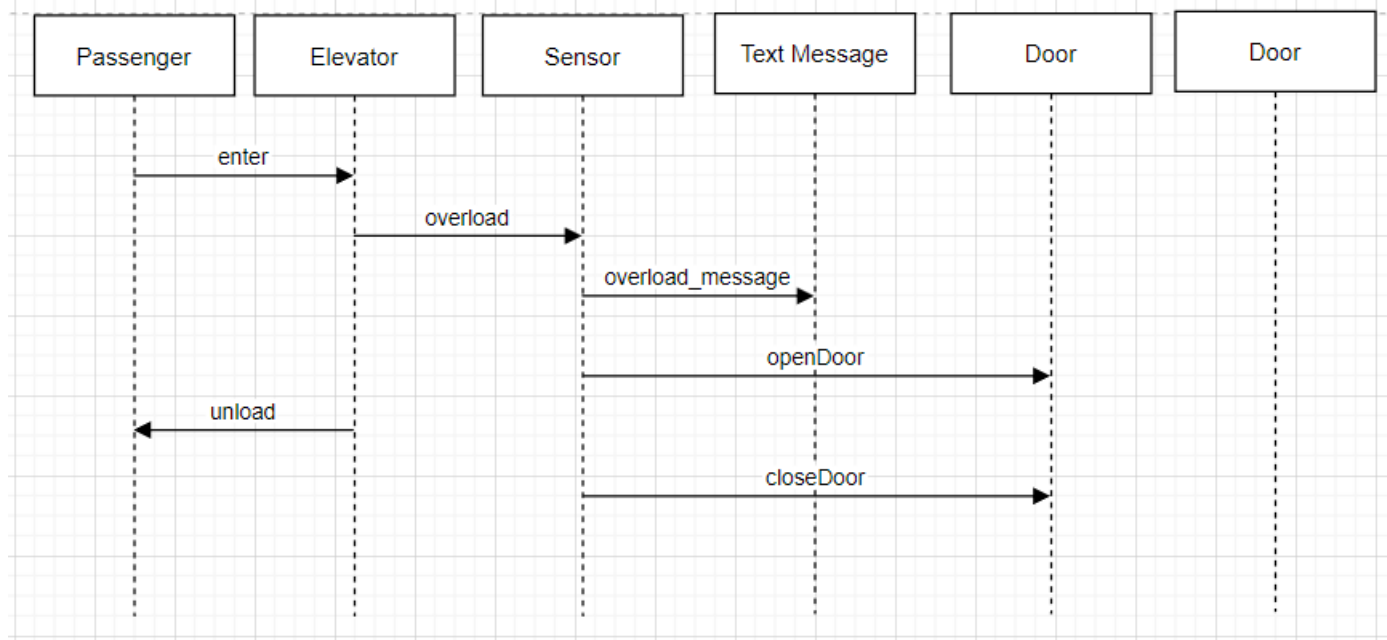 Passenger
Elevator
Sensor
Text Message
Door
Door
enter
overload
overload_message
openDoor
unload
closeDoor